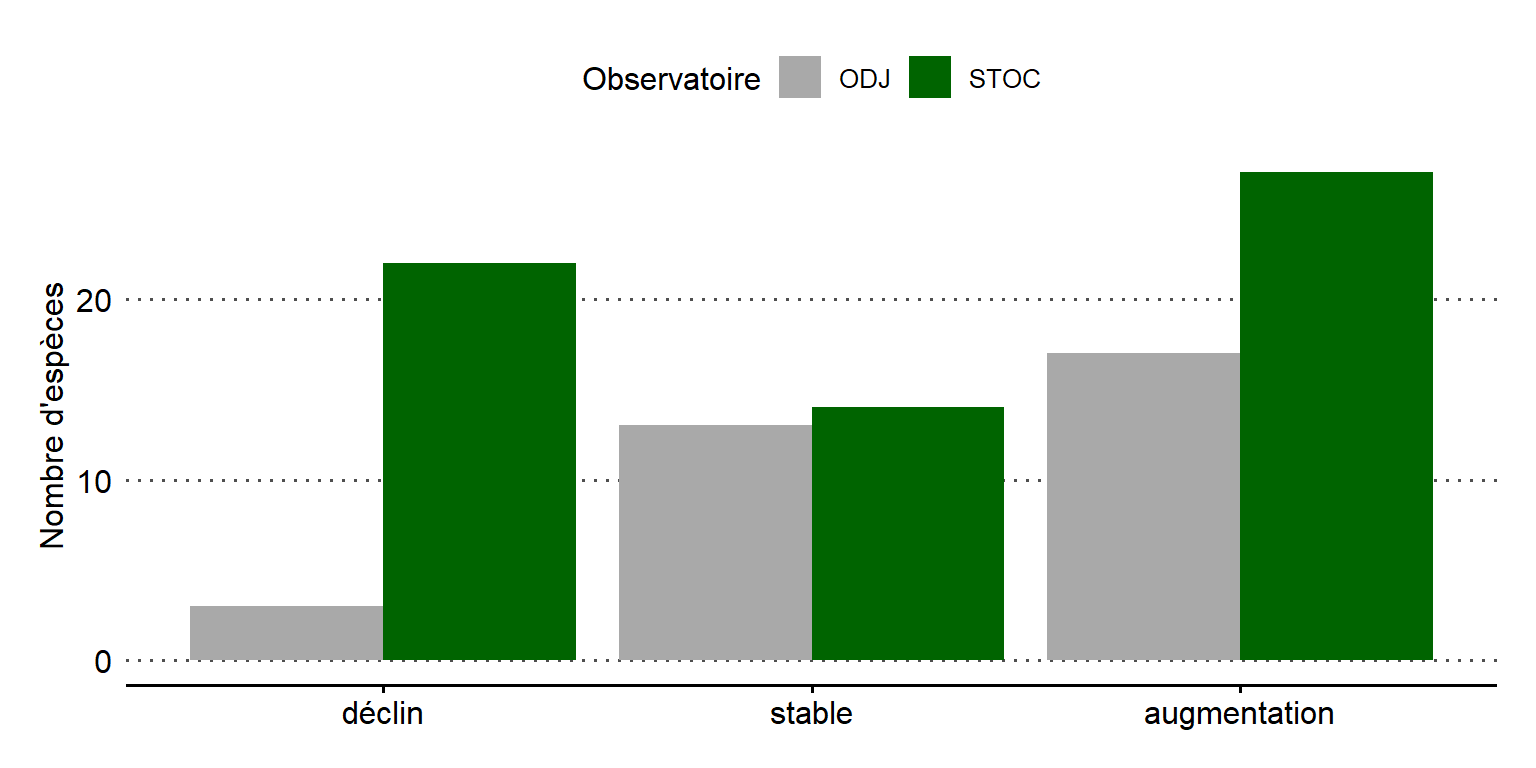 Observatoire ODJ STOC
Nombre d'espèces
20
10
0
déclin stable augmentation